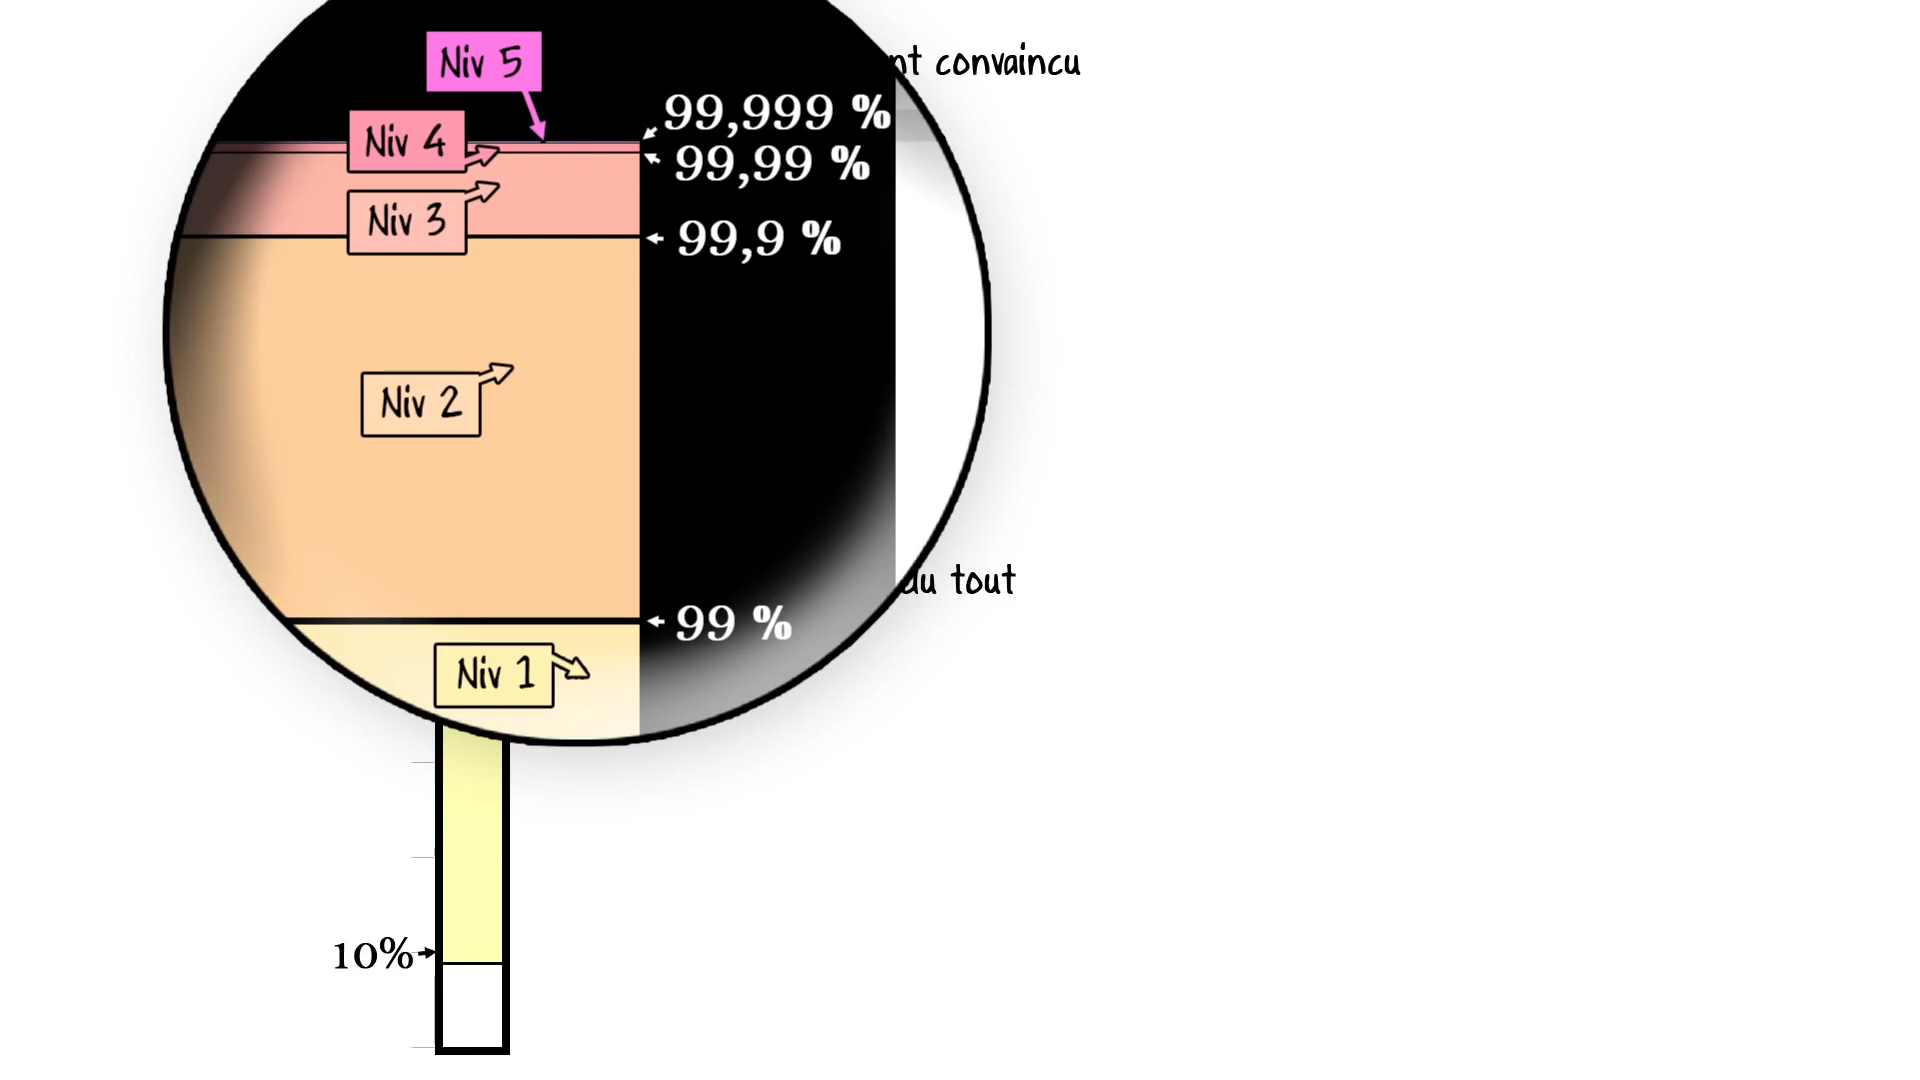 Niv 5
convaincu
99,999 %
Niv 4
99,99 %
Niv 3
99,9 %
Niv 2
du tout
99 %
Niv 1
10%